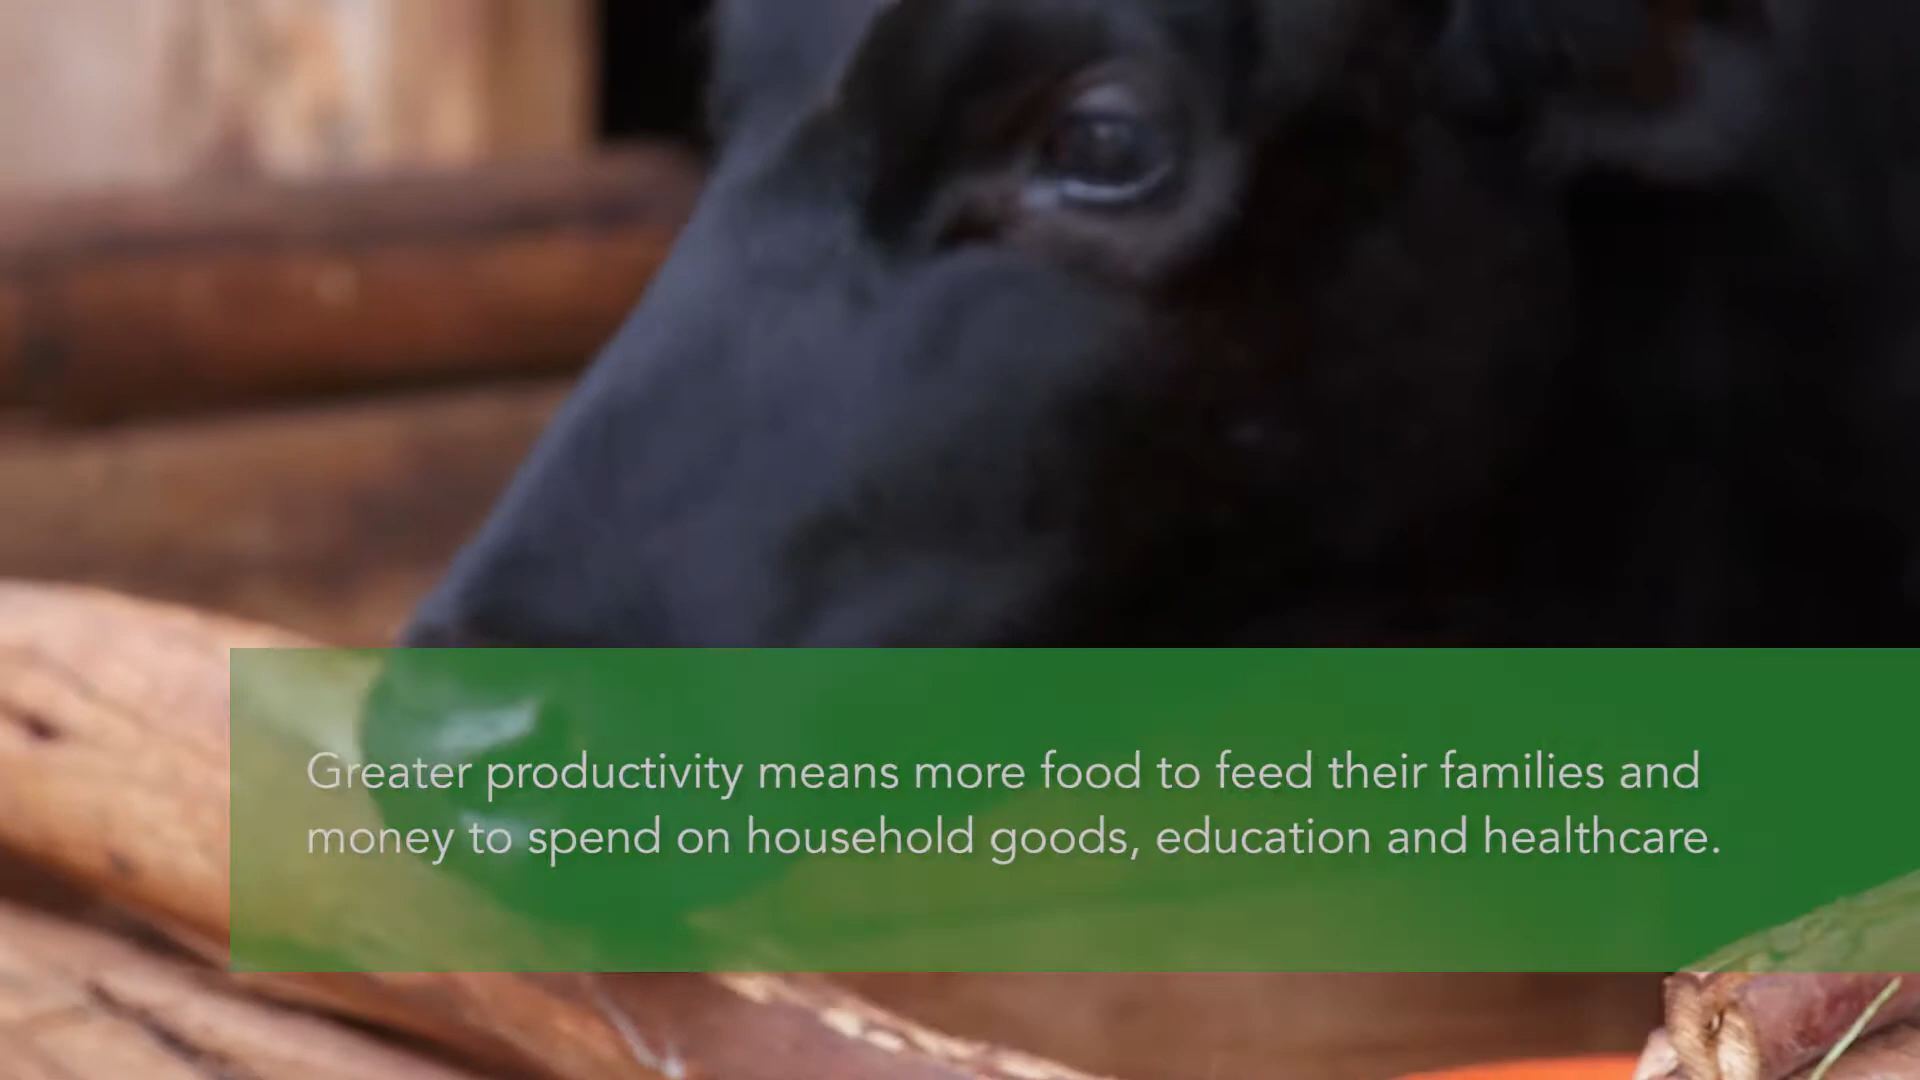 Greater productivity means more food to feed their families and
money to spend on household goods, education and healthcare.